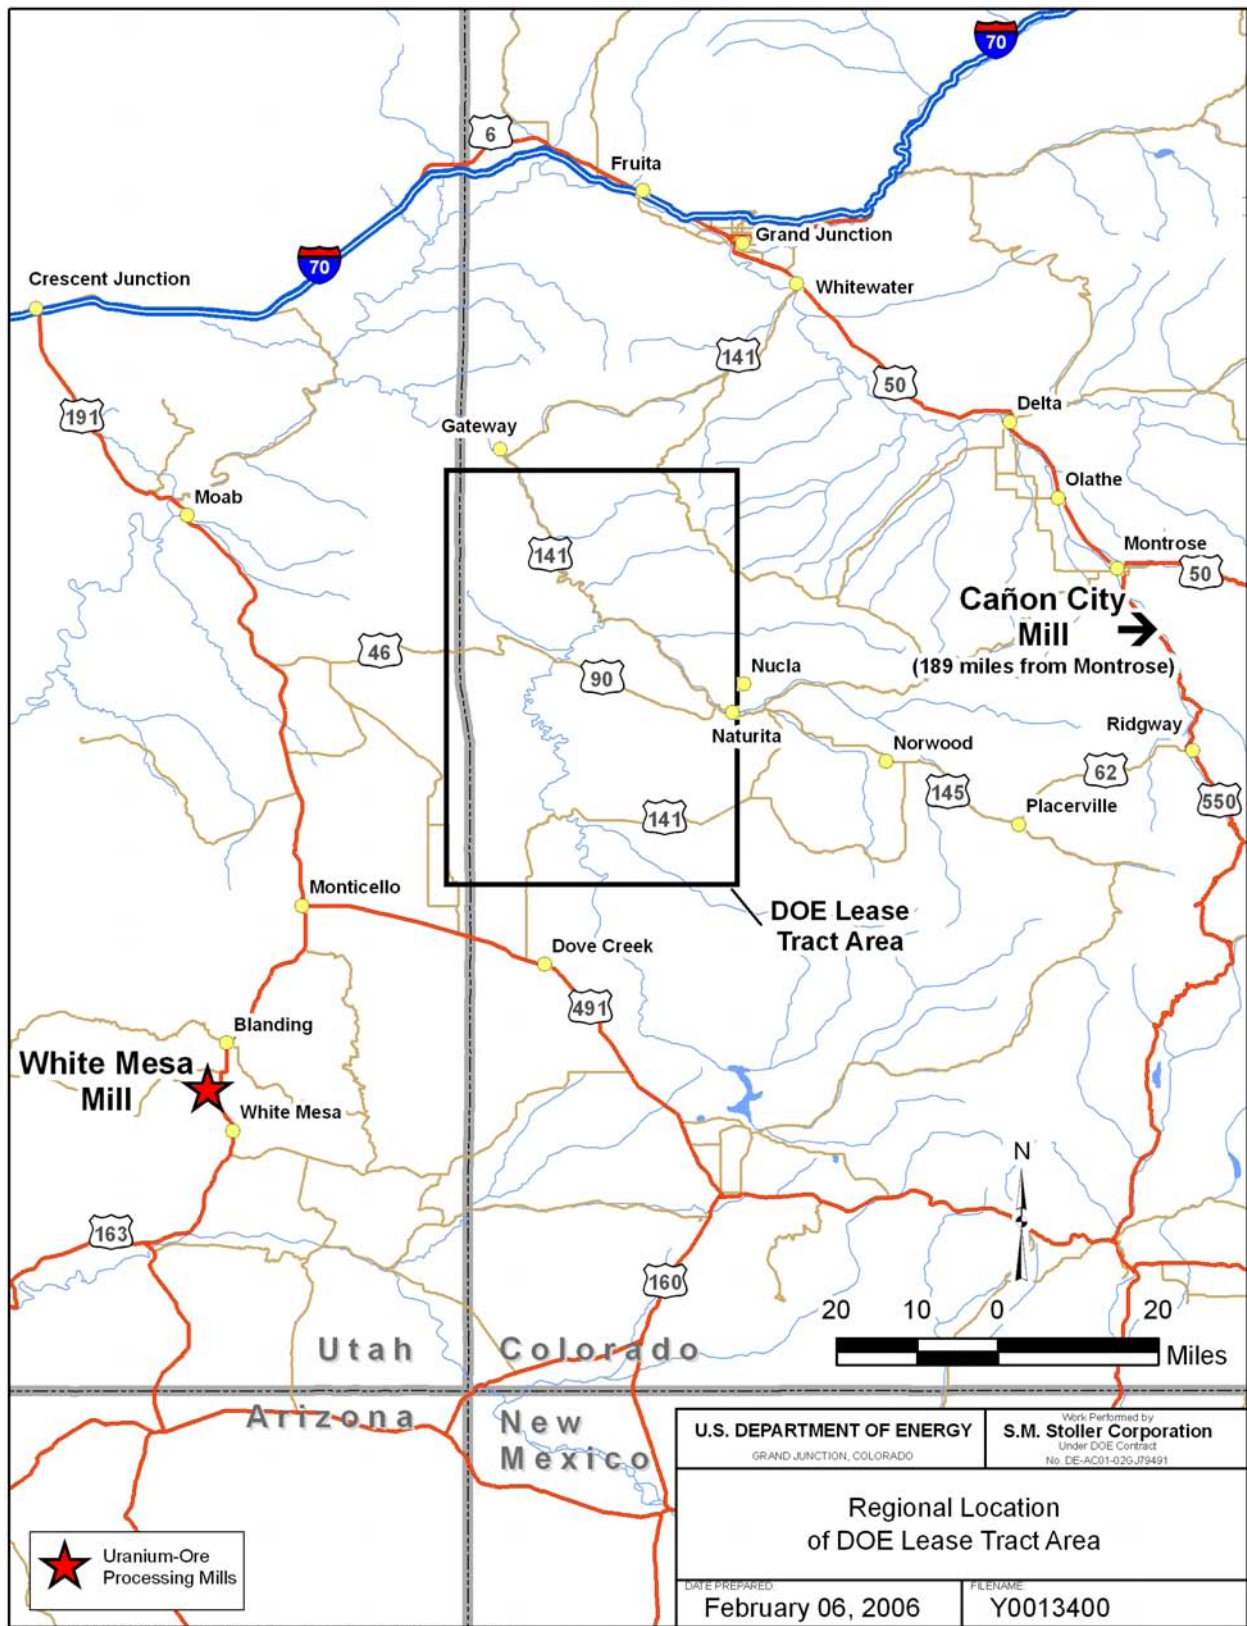 70
6
Fruita
Grand Junction
70
Crescent Junction
Whitewater
141
50
191
Delta
Gateway
Olathe
Moab
141
Montrose
50
Cañon City
Mill
(189 miles from Montrose)
46
90
Nucla
Naturita
Ridgway
Norwood
62
145
550
Placerville
141
Monticello
DOE Lease
Tract Area
Dove Creek
491
Blanding
White Mesa
Mill
White Mesa
N
163
160
20 10 0 20
Miles
Utah
Colorado
Arizona
New
Mexico
U.S. DEPARTMENT OF ENERGY
GRAND JUNCTION, COLORADO
Work Performed by
S.M. Stoller Corporation
Under DOE Contract
No. DE-AC01-02GJ79491
Regional Location
of DOE Lease Tract Area
Uranium-Ore
Processing Mills
DATE PREPARED:
February 06, 2006
FILENAME:
Y0013400